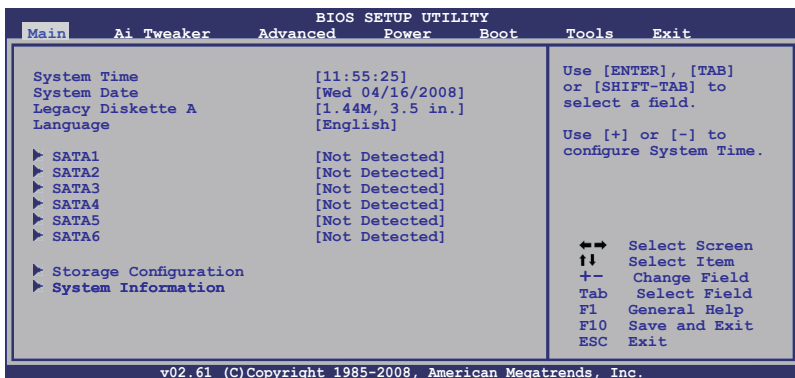 BIOS SETUP UTILITY
Main Ai Tweaker Advanced Power Boot Tools Exit
System Time [11:55:25]
System Date [Wed 04/16/2008]
Legacy Diskette A [1.44M, 3.5 in.]
Language [English]
SATA1 [Not Detected]
SATA2 [Not Detected]
SATA3 [Not Detected]
SATA4 [Not Detected]
SATA5 [Not Detected]
SATA6 [Not Detected]
Storage Configuration
System Information
Use [ENTER], [TAB]
or [SHIFT-TAB] to
select a field.
Use [+] or [-] to
configure System Time.
←→ Select Screen
↑↓ Select Item
+- Change Field
Tab Select Field
F1 General Help
F10 Save and Exit
ESC Exit
v02.61 (C)Copyright 1985-2008, American Megatrends, Inc.